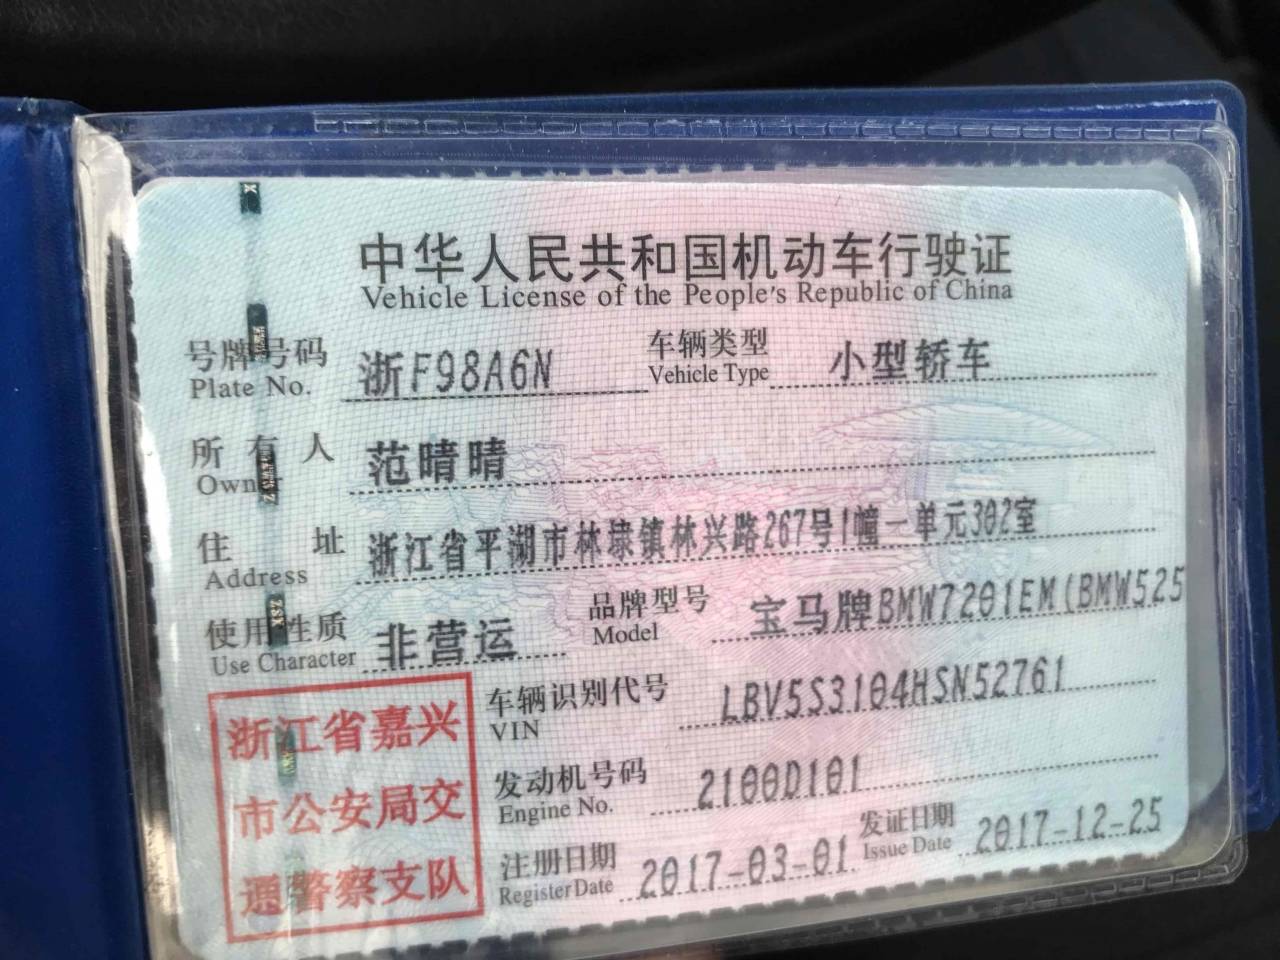 中华人民共和国机动车行驶证
Vehicle License of the People's Republic of China
号牌号码 浙F98A6N 车辆类型 小型轿车
Plate No. Vehicle Type
所有人 范晴晴
Owner
住址 浙江省平湖市林埭镇林兴路267号1幢一单元302室
Address
使用性质 非营运 品牌型号 宝马牌BMW7201EM(BMW525
Use Character Model
车辆识别代号 LBV5S3104HSN52761
VIN
发动机号码 2100D101
Engine No.
注册日期 2017-03-01 发证日期 2017-12-25
Register Date Issue Date
浙江省嘉兴
市公安局交
通警察支队